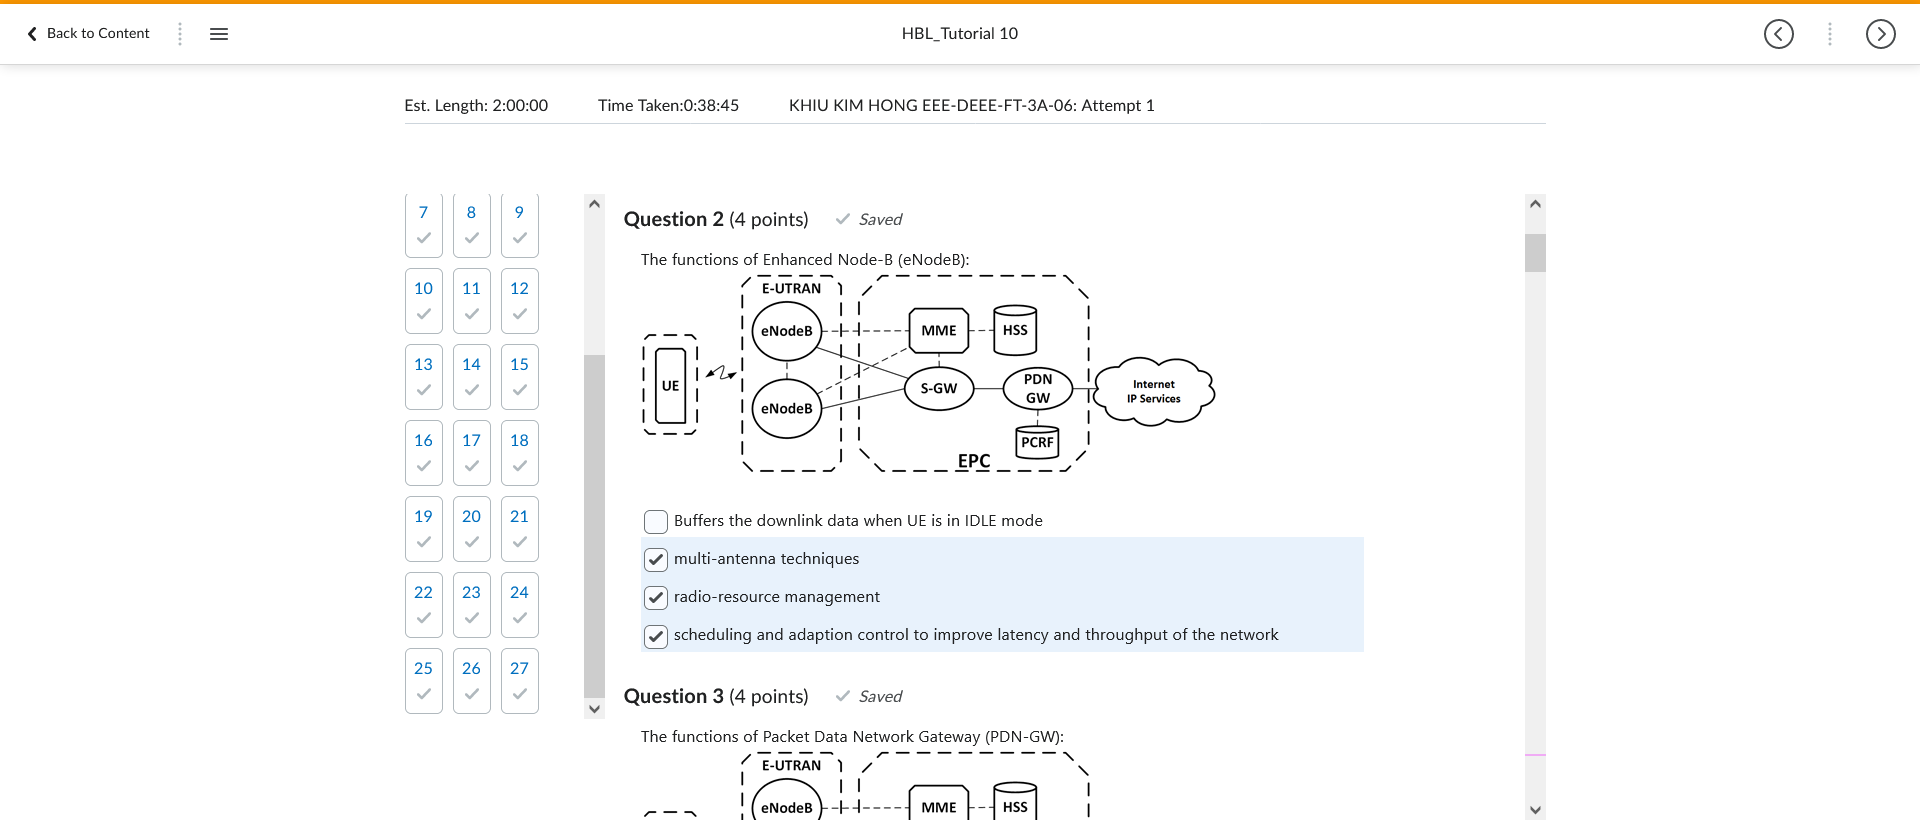 Back to Content
HBL_Tutorial 10
Est. Length: 2:00:00 Time Taken:0:38:45 KHIU KIM HONG EEE-DEEE-FT-3A-06: Attempt 1
7 8 9
10 11 12
13 14 15
16 17 18
19 20 21
22 23 24
25 26 27
Question 2 (4 points) Saved
The functions of Enhanced Node-B (eNodeB):
E-UTRAN
eNodeB MME HSS
UE
eNodeB S-GW PDN GW
Internet
IP Services
PCRF
EPC
Buffers the downlink data when UE is in IDLE mode
multi-antenna techniques
radio-resource management
scheduling and adaption control to improve latency and throughput of the network
Question 3 (4 points) Saved
The functions of Packet Data Network Gateway (PDN-GW):
E-UTRAN
eNodeB MME HSS